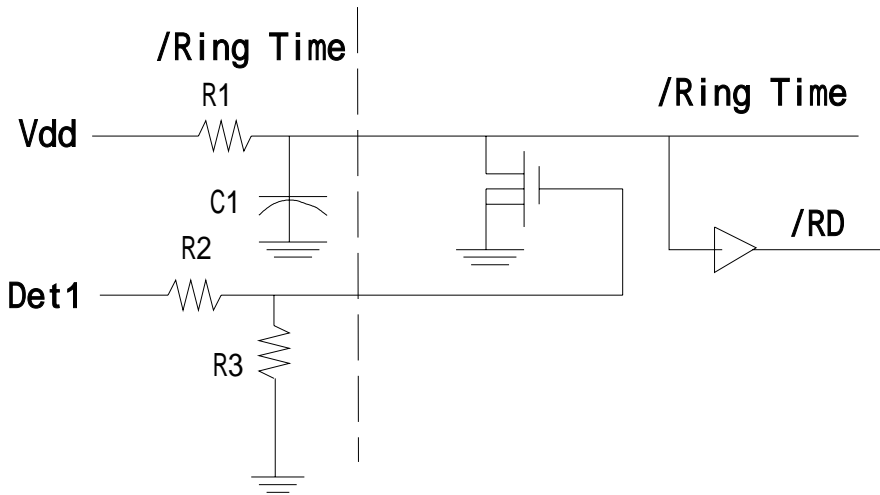 /Ring Time
R1
/Ring Time
Vdd
C1
/RD
R2
Det1
R3